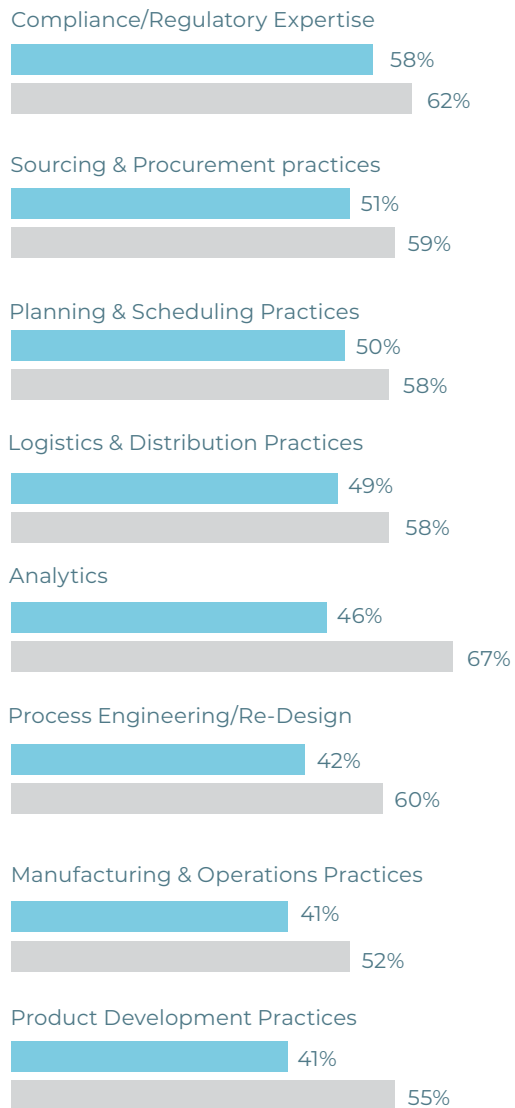 Compliance/Regulatory Expertise
58%
62%
Sourcing & Procurement practices
51%
59%
Planning & Scheduling Practices
50%
58%
Logistics & Distribution Practices
49%
58%
Analytics
46%
67%
Process Engineering/Re-Design
42%
60%
Manufacturing & Operations Practices
41%
52%
Product Development Practices
41%
55%